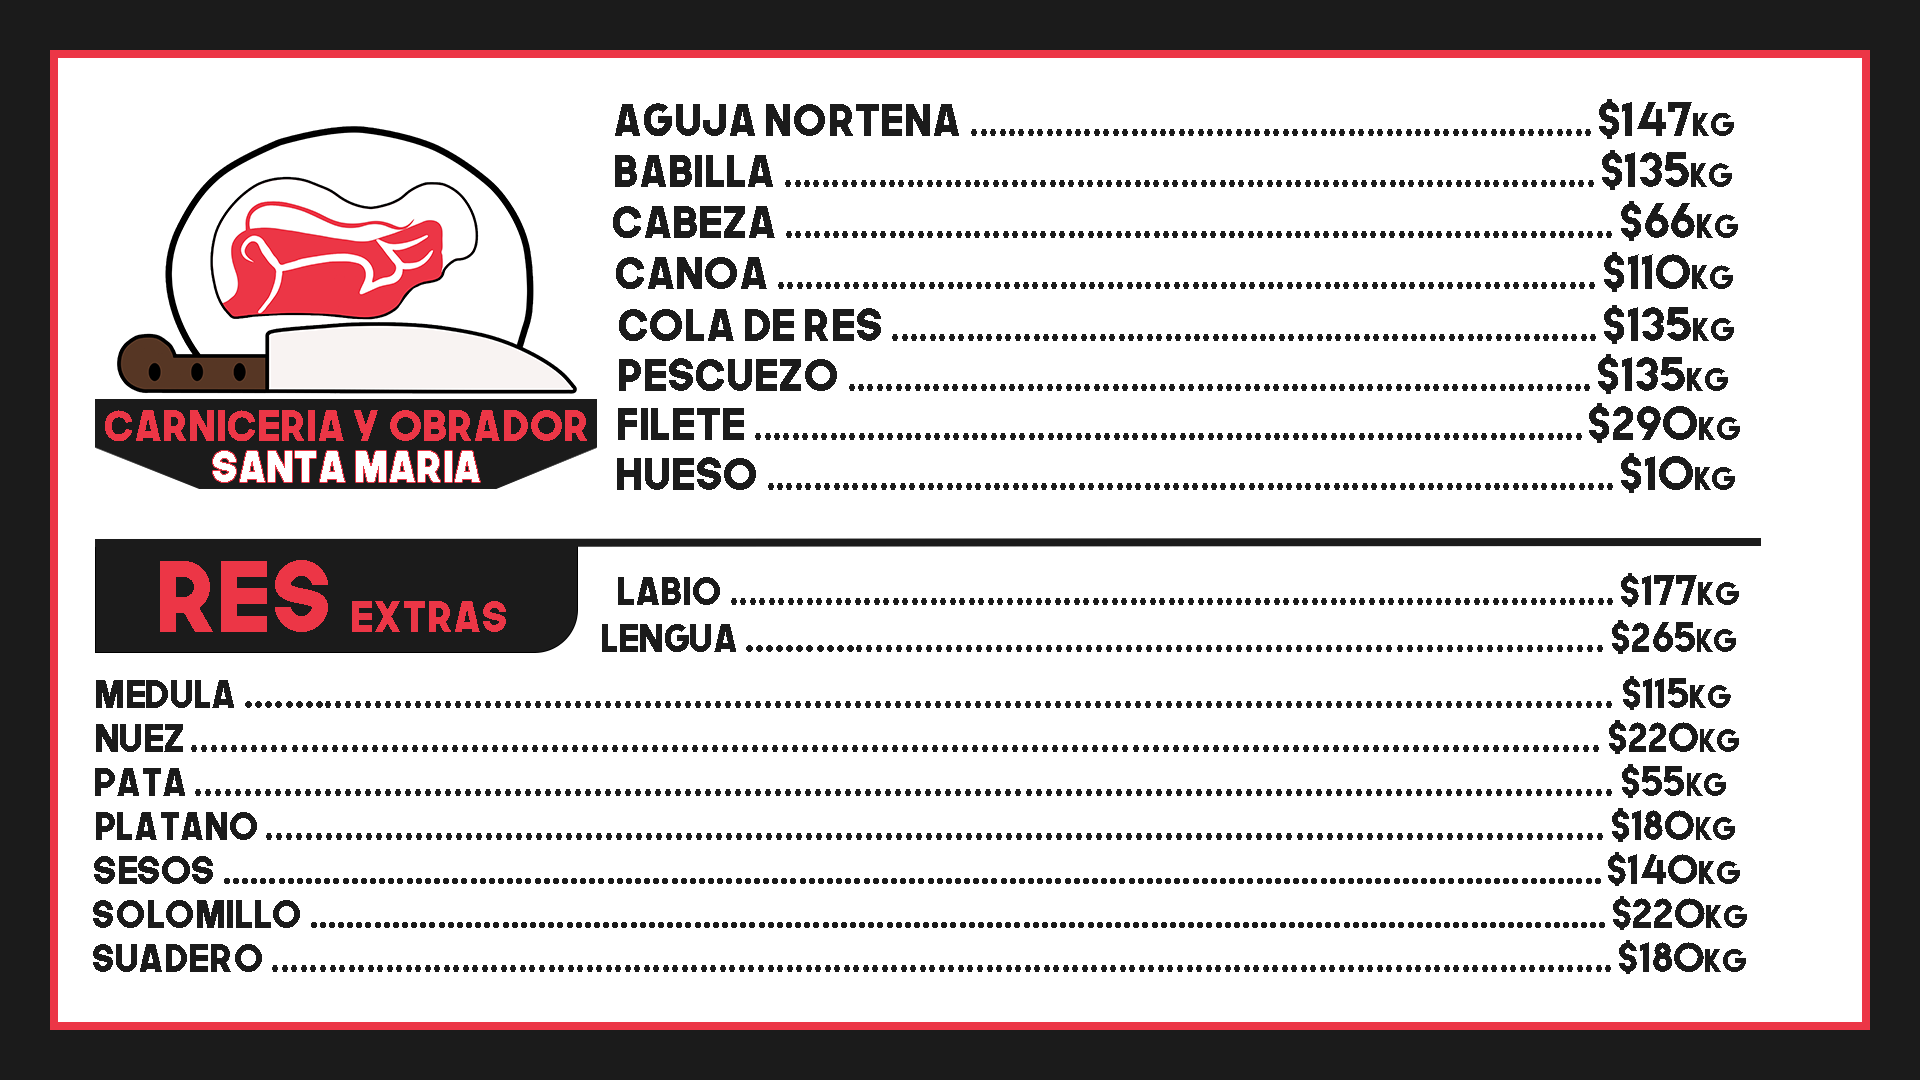 AGUJA NORTENA ........ $147KG
BABILLA ........ $135KG
CABEZA ........ $66KG
CANOA ........ $110KG
COLA DE RES ........ $135KG
PESCUEZO ........ $135KG
FILETE ........ $290KG
HUESO ........ $10KG
CARNICERIA Y OBRADOR
SANTA MARIA
RES EXTRAS
LABIO ........ $177KG
LENGUA ........ $265KG
MEDULA ........ $115KG
NUEZ ........ $220KG
PATA ........ $55KG
PLATANO ........ $180KG
SESOS ........ $140KG
SOLOMILLO ........ $220KG
SUADERO ........ $180KG